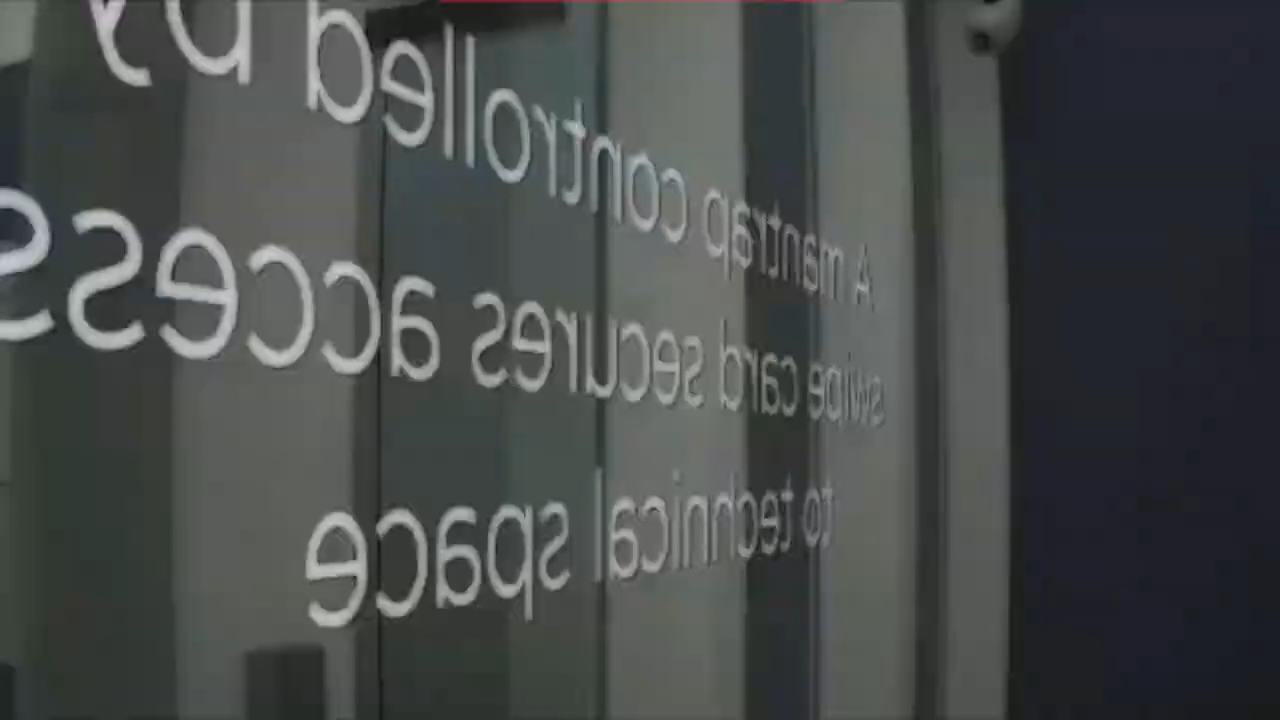 A mantrap controlled by
swipe card secures access
to technical space